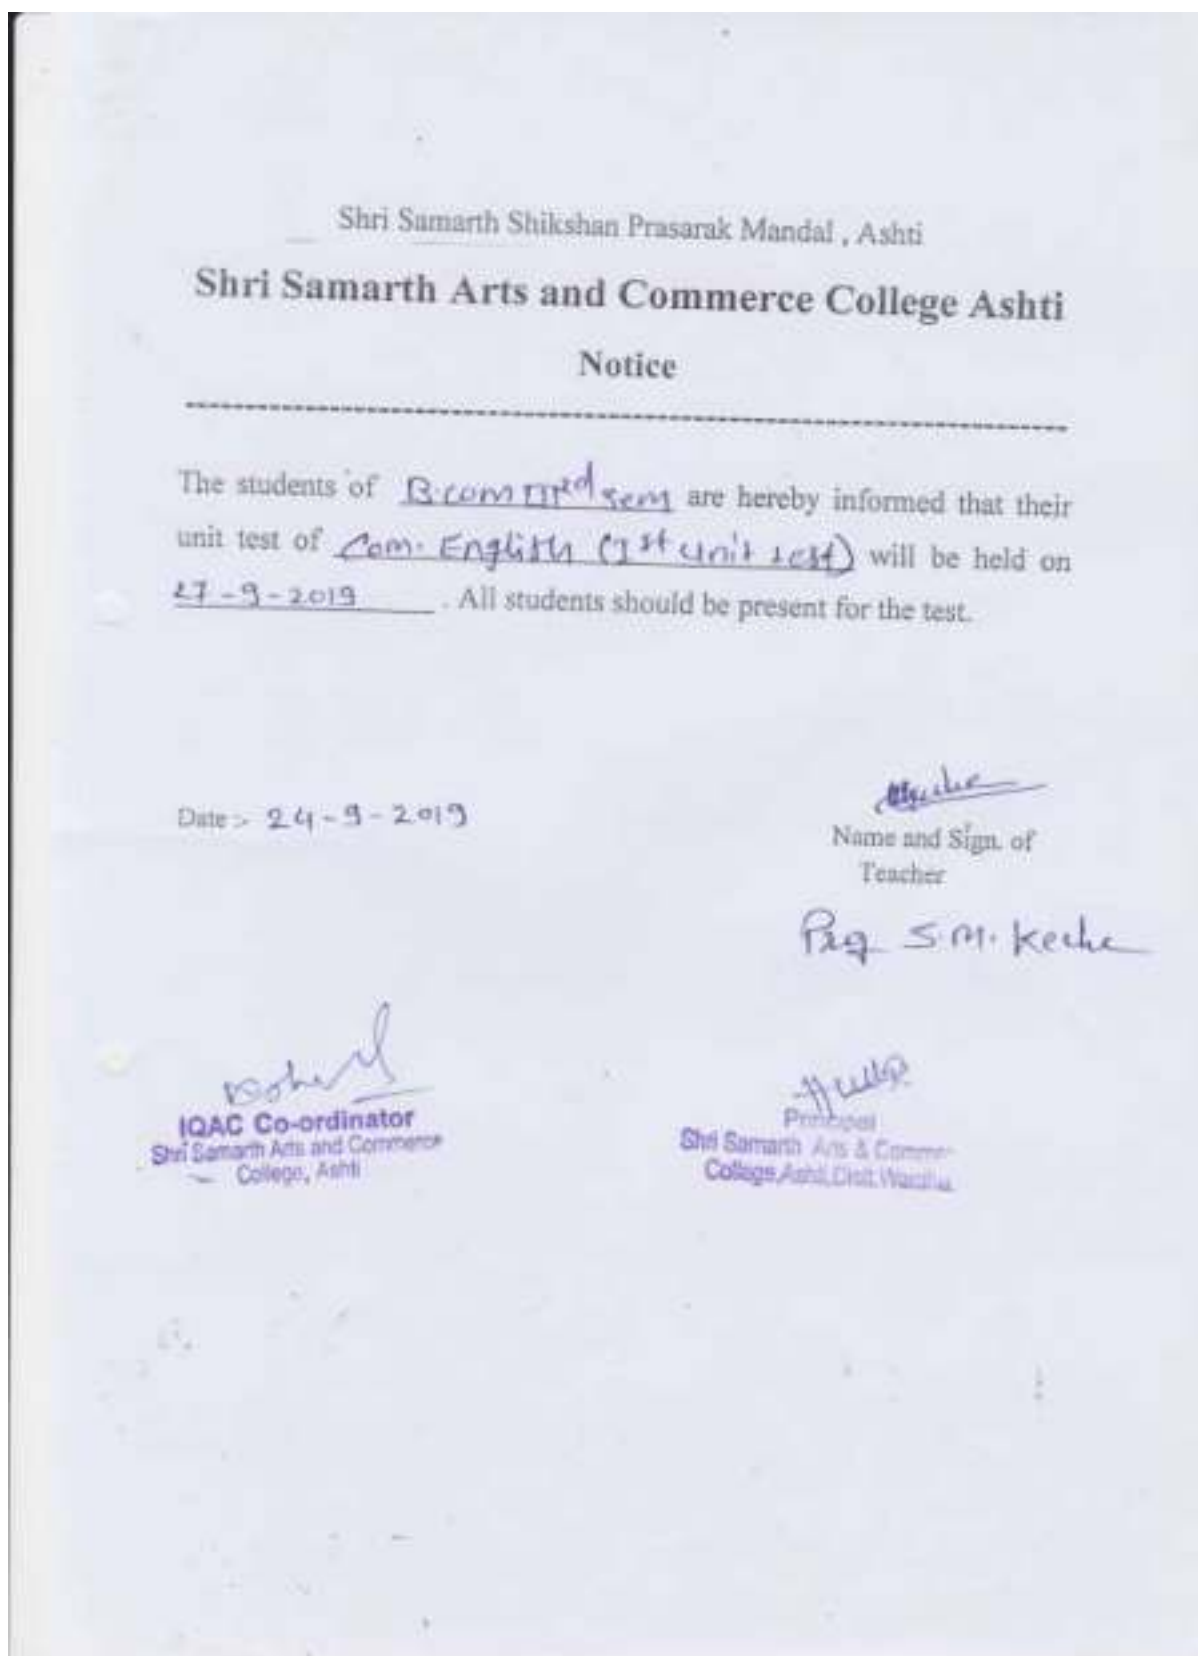 Shri Samarth Shikshan Prasarak Mandal , Ashti
Shri Samarth Arts and Commerce College Ashti
Notice
The students of B.com IIIrd sem are hereby informed that their
unit test of Com. English (1st unit test) will be held on
27-9-2019 . All students should be present for the test.
Date :- 24-9-2019
Name and Sign. of
Teacher
S.M. Keche
IQAC Co-ordinator
Shri Samarth Arts and Commerce
College, Ashti
Principal
Shri Samarth Arts & Commer
College, Ashti, Distt. Wardha.